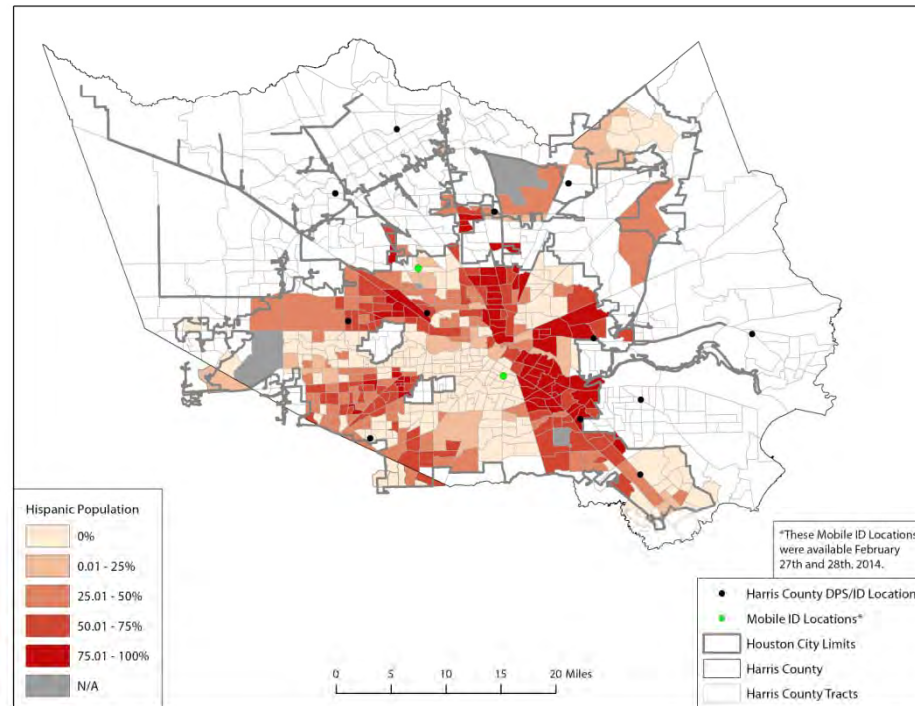 Hispanic Population
0%
0.01 - 25%
25.01 - 50%
50.01 - 75%
75.01 - 100%
N/A
0 5 10 15 20 Miles
*These Mobile ID Locations
were available February
27th and 28th, 2014.
Harris County DPS/ID Location
Mobile ID Locations*
Houston City Limits
Harris County
Harris County Tracts